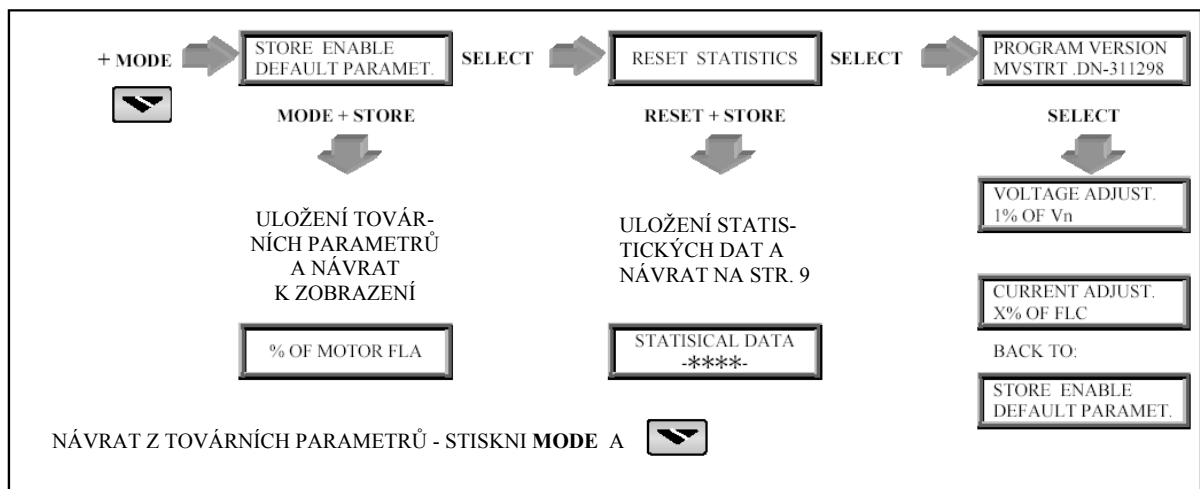 + MODE
STORE ENABLE
DEFAULT PARAMET.
SELECT
RESET STATISTICS
SELECT
PROGRAM VERSION
MVSTRT .DN-311298
MODE + STORE
RESET + STORE
SELECT
ULOŽENÍ TOVÁR-
NÍCH PARAMETRŮ
A NÁVRAT
K ZOBRAZENÍ
ULOŽENÍ STATIS-
TICKÝCH DAT A
NÁVRAT NA STR. 9
VOLTAGE ADJUST.
1% OF Vn
CURRENT ADJUST.
X% OF FLC
% OF MOTOR FLA
STATISICAL DATA
-****-
BACK TO:
STORE ENABLE
DEFAULT PARAMET.
NÁVRAT Z TOVÁRNÍCH PARAMETRŮ - STISKNI MODE A